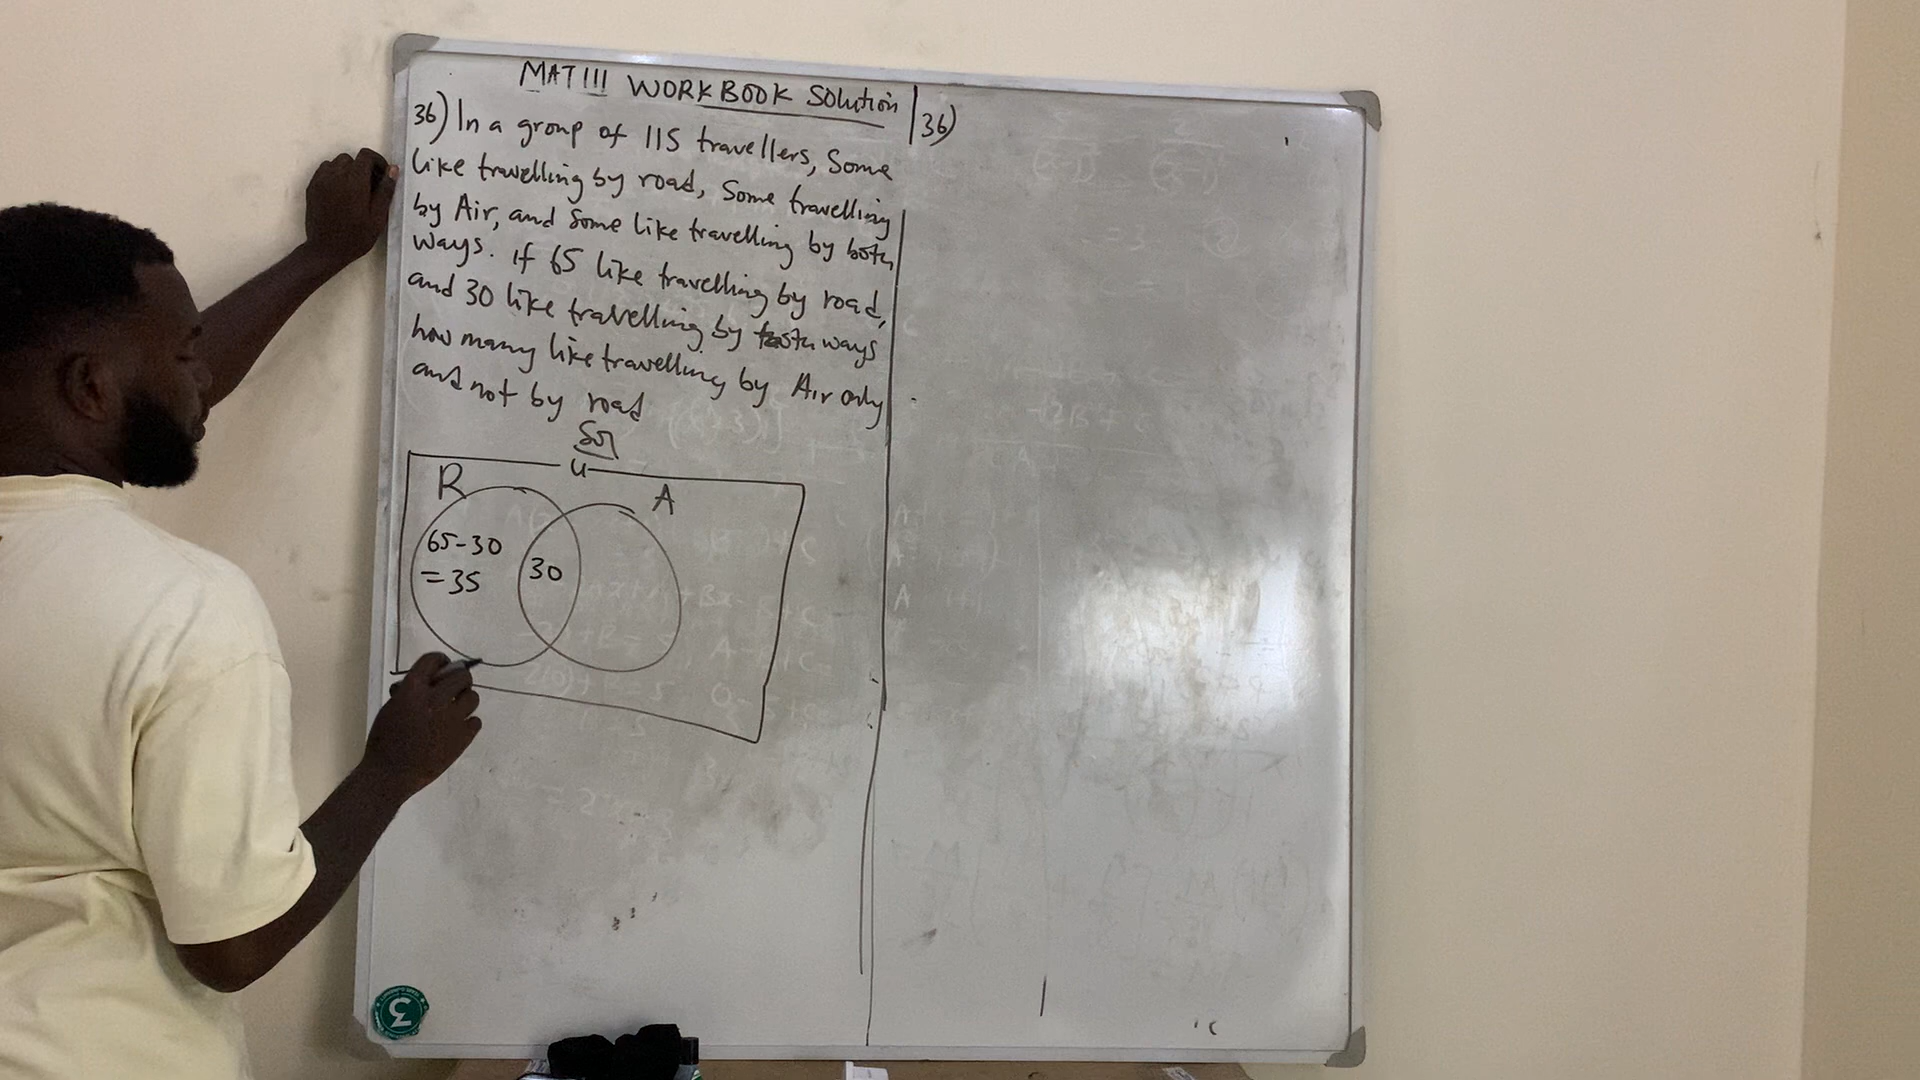 MAT111 WORKBOOK Solution
36) In a group of 115 travellers, Some
like travelling by road, Some travelling
by Air, and Some like travelling by both
ways. If 65 like travelling by road,
and 30 like travelling by both ways
how many like travelling by Air only
and not by road
Sol
U
R
A
65-30
=35
30
36)